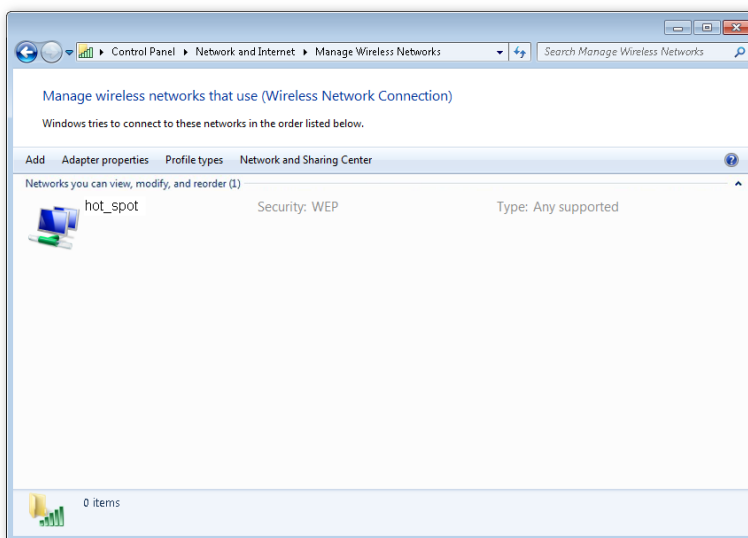 Control Panel Network and Internet Manage Wireless Networks Search Manage Wireless Networks
Manage wireless networks that use (Wireless Network Connection)
Windows tries to connect to these networks in the order listed below.
Add Adapter properties Profile types Network and Sharing Center
Networks you can view, modify, and reorder (1)
hot_spot Security: WEP Type: Any supported
0 items